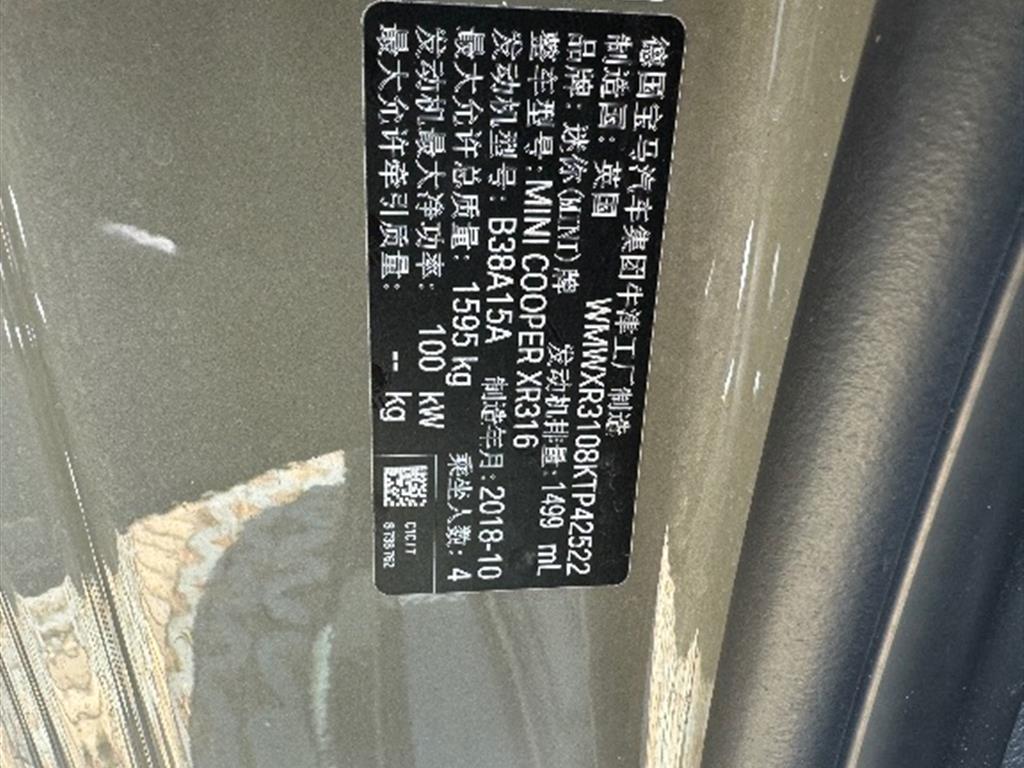 德国宝马汽车集团牛津工厂制造
制造国：英国 WMWXR3108KTP42522
品牌：迷你(MINI)牌 发动机排量：1499 mL
整车型号：MINI COOPER XR316
发动机型号：B38A15A 制造年月：2018-10
最大允许总质量：1595 kg 乘坐人数：4
发动机最大净功率：100 kW
最大允许牵引质量：-- kg
C1C1T
8 738 762